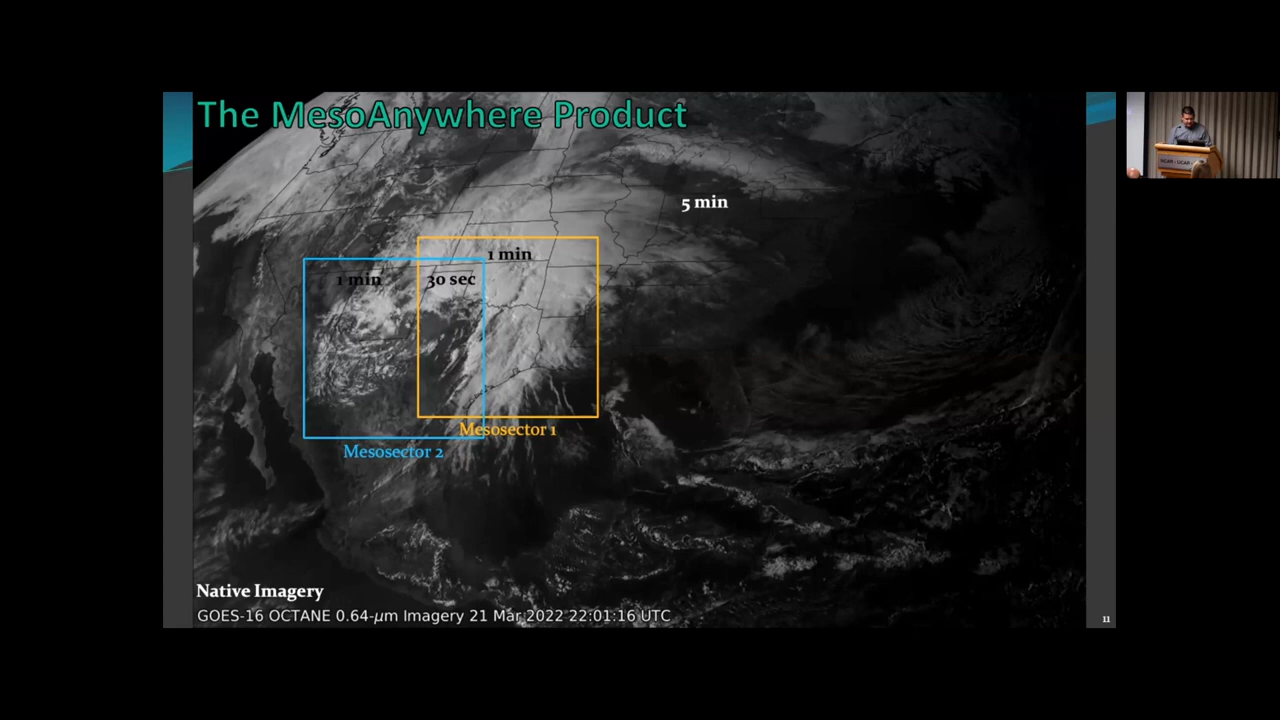 The MesoAnywhere Product
5 min
1 min
1 min
30 sec
Mesosector 1
Mesosector 2
Native Imagery
GOES-16 OCTANE 0.64-μm Imagery 21 Mar 2022 22:01:16 UTC
11